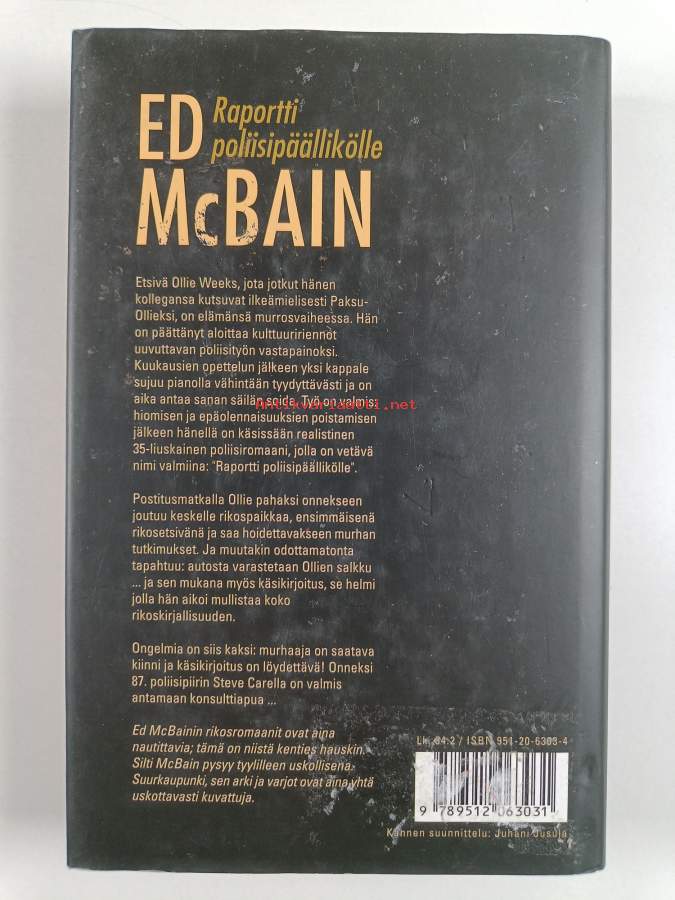 ED
Raportti
poliisipäällikölle
McBAIN
Etsivä Ollie Weeks, jota jotkut hänen
kollegansa kutsuvat ilkeämielisesti Paksu-
Ollieksi, on elämänsä murrosvaiheessa. Hän
on päättänyt aloittaa kulttuuririennot
uuvuttavan poliisityön vastapainoksi.
Kuukausien opettelun jälkeen yksi kappale
sujuu pianolla vähintään tyydyttävästi ja on
aika antaa sanan säilän soida. Työ on valmis:
Antikvariaatti.net
hiomisen ja epäolennaisuuksien poistamisen
jälkeen hänellä on käsissään realistinen
35-liuskainen poliisiromaani, jolla on vetävä
nimi valmiina: "Raportti poliisipäällikölle".
Postitusmatkalla Ollie pahaksi onnekseen
joutuu keskelle rikospaikkaa, ensimmäisenä
rikosetsivänä ja saa hoidettavakseen murhan
tutkimukset. Ja muutakin odottamatonta
tapahtuu: autosta varastetaan Ollien salkku
... ja sen mukana myös käsikirjoitus, se helmi
jolla hän aikoi mullistaa koko
rikoskirjallisuuden.
Ongelmia on siis kaksi: murhaaja on saatava
kiinni ja käsikirjoitus on löydettävä! Onneksi
87. poliisipiirin Steve Carella on valmis
antamaan konsulttiapua ...
Ed McBainin rikosromaanit ovat aina
nautittavia; tämä on niistä kenties hauskin.
Silti McBain pysyy tyylilleen uskollisena.
Suurkaupunki, sen arki ja varjot ovat aina yhtä
uskottavasti kuvattuja.
Lk. 84.2 / ISBN 951-20-6303-4
9 789512 063031
Kannen suunnittelu: Juhani Jusula